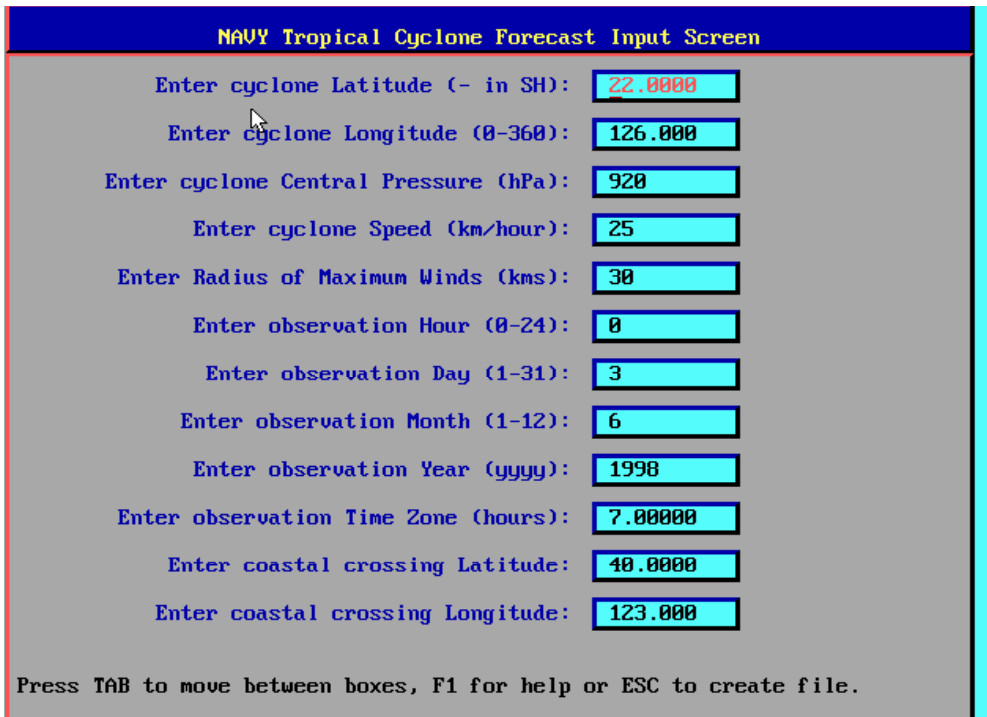 NAVY Tropical Cyclone Forecast Input Screen
Enter cyclone Latitude (- in SH): 22.0000
Enter cyclone Longitude (0-360): 126.000
Enter cyclone Central Pressure (hPa): 920
Enter cyclone Speed (km/hour): 25
Enter Radius of Maximum Winds (kms): 30
Enter observation Hour (0-24): 0
Enter observation Day (1-31): 3
Enter observation Month (1-12): 6
Enter observation Year (yyyy): 1998
Enter observation Time Zone (hours): 7.00000
Enter coastal crossing Latitude: 40.0000
Enter coastal crossing Longitude: 123.000
Press TAB to move between boxes, F1 for help or ESC to create file.